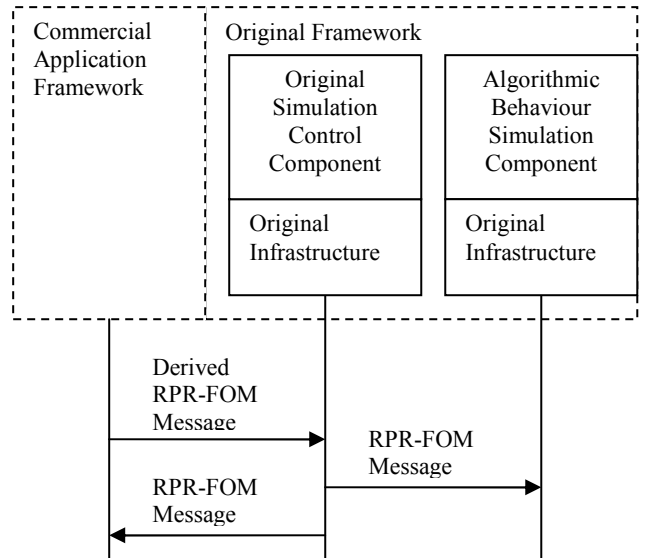 Commercial
Application
Framework
Original Framework
Original
Simulation
Control
Component
Algorithmic
Behaviour
Simulation
Component
Original
Infrastructure
Original
Infrastructure
Derived
RPR-FOM
Message
RPR-FOM
Message
RPR-FOM
Message